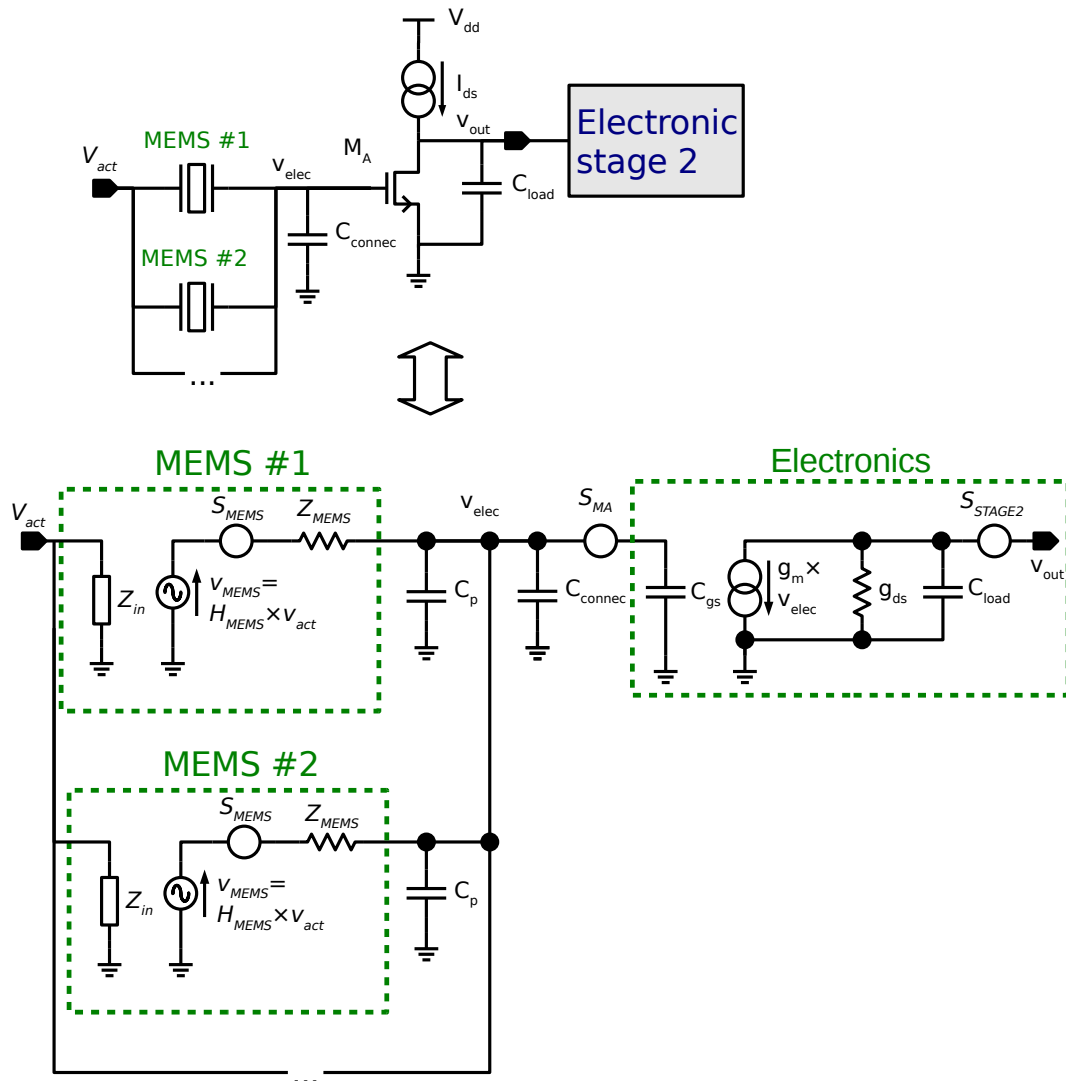 V_dd
I_ds
v_out
Electronic
stage 2
MEMS #1
V_act
v_elec
M_A
C_load
C_connec
MEMS #2
...
MEMS #1
Electronics
V_act
S_MEMS
Z_MEMS
v_elec
S_MA
S_STAGE2
Z_in
v_MEMS=
H_MEMS×v_act
C_p
C_connec
C_gs
g_m×
v_elec
g_ds
C_load
v_out
MEMS #2
S_MEMS
Z_MEMS
Z_in
v_MEMS=
H_MEMS×v_act
C_p
...